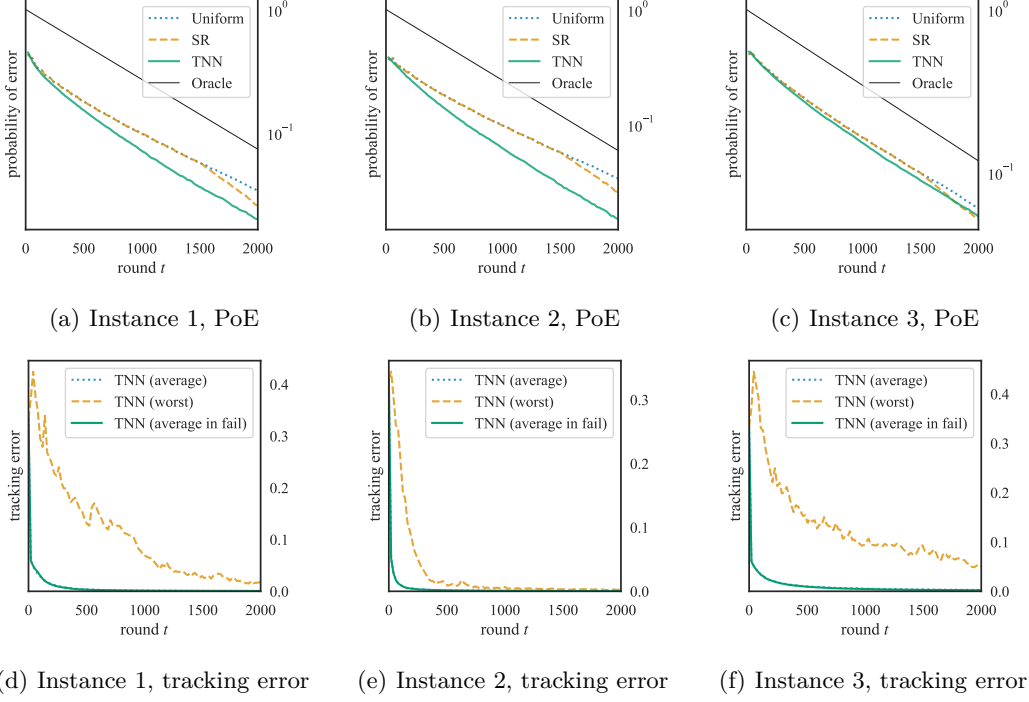 Uniform
SR
TNN
Oracle
10⁰
10⁻¹
probability of error
0 500 1000 1500 2000
round t
(a) Instance 1, PoE
Uniform
SR
TNN
Oracle
10⁰
10⁻¹
probability of error
0 500 1000 1500 2000
round t
(b) Instance 2, PoE
Uniform
SR
TNN
Oracle
10⁰
10⁻¹
probability of error
0 500 1000 1500 2000
round t
(c) Instance 3, PoE
TNN (average)
TNN (worst)
TNN (average in fail)
0.4
0.3
0.2
0.1
0.0
tracking error
0 500 1000 1500 2000
round t
(d) Instance 1, tracking error
TNN (average)
TNN (worst)
TNN (average in fail)
0.3
0.2
0.1
0.0
tracking error
0 500 1000 1500 2000
round t
(e) Instance 2, tracking error
TNN (average)
TNN (worst)
TNN (average in fail)
0.4
0.3
0.2
0.1
0.0
tracking error
0 500 1000 1500 2000
round t
(f) Instance 3, tracking error